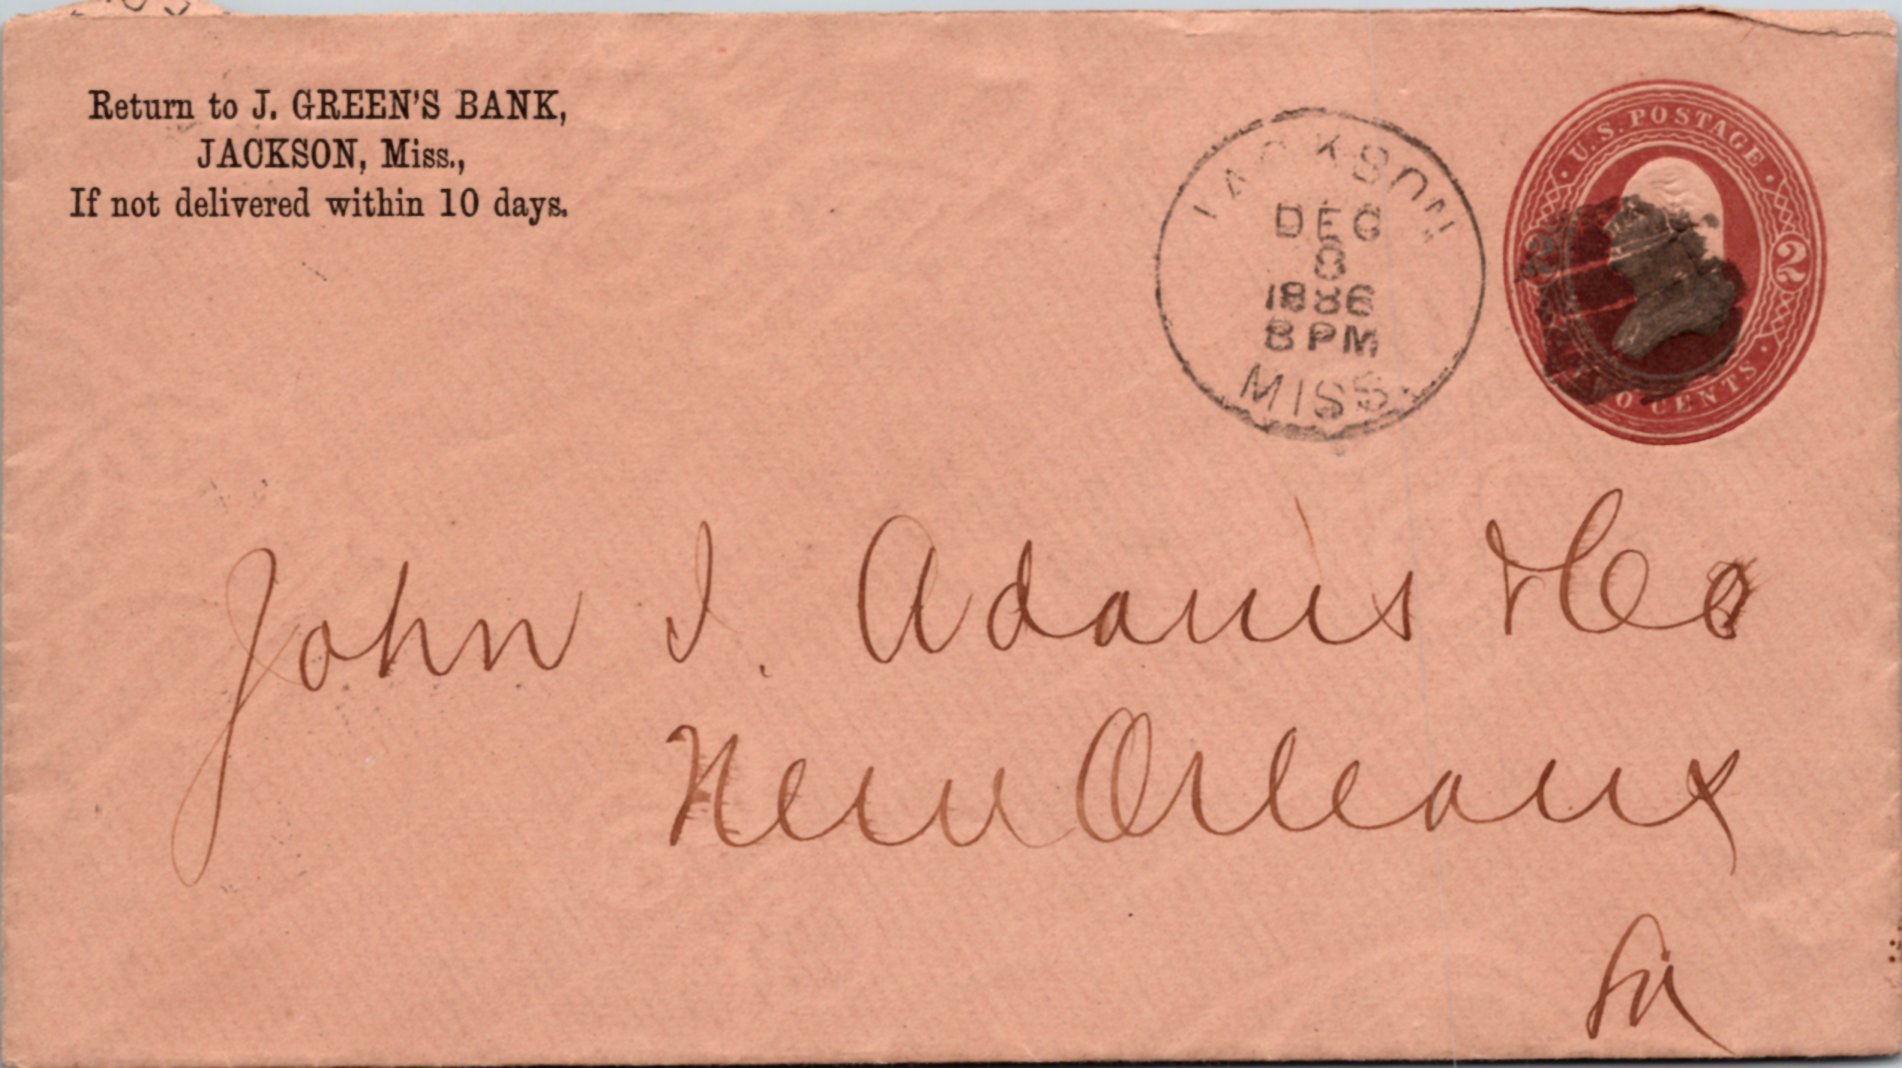 Return to J. GREEN'S BANK,
JACKSON, Miss.,
If not delivered within 10 days.
JACKSON
DEC
8
1886
8 PM
MISS.
U.S. POSTAGE
2 2
TWO CENTS
John I. Adams & Co
New Orleans
La